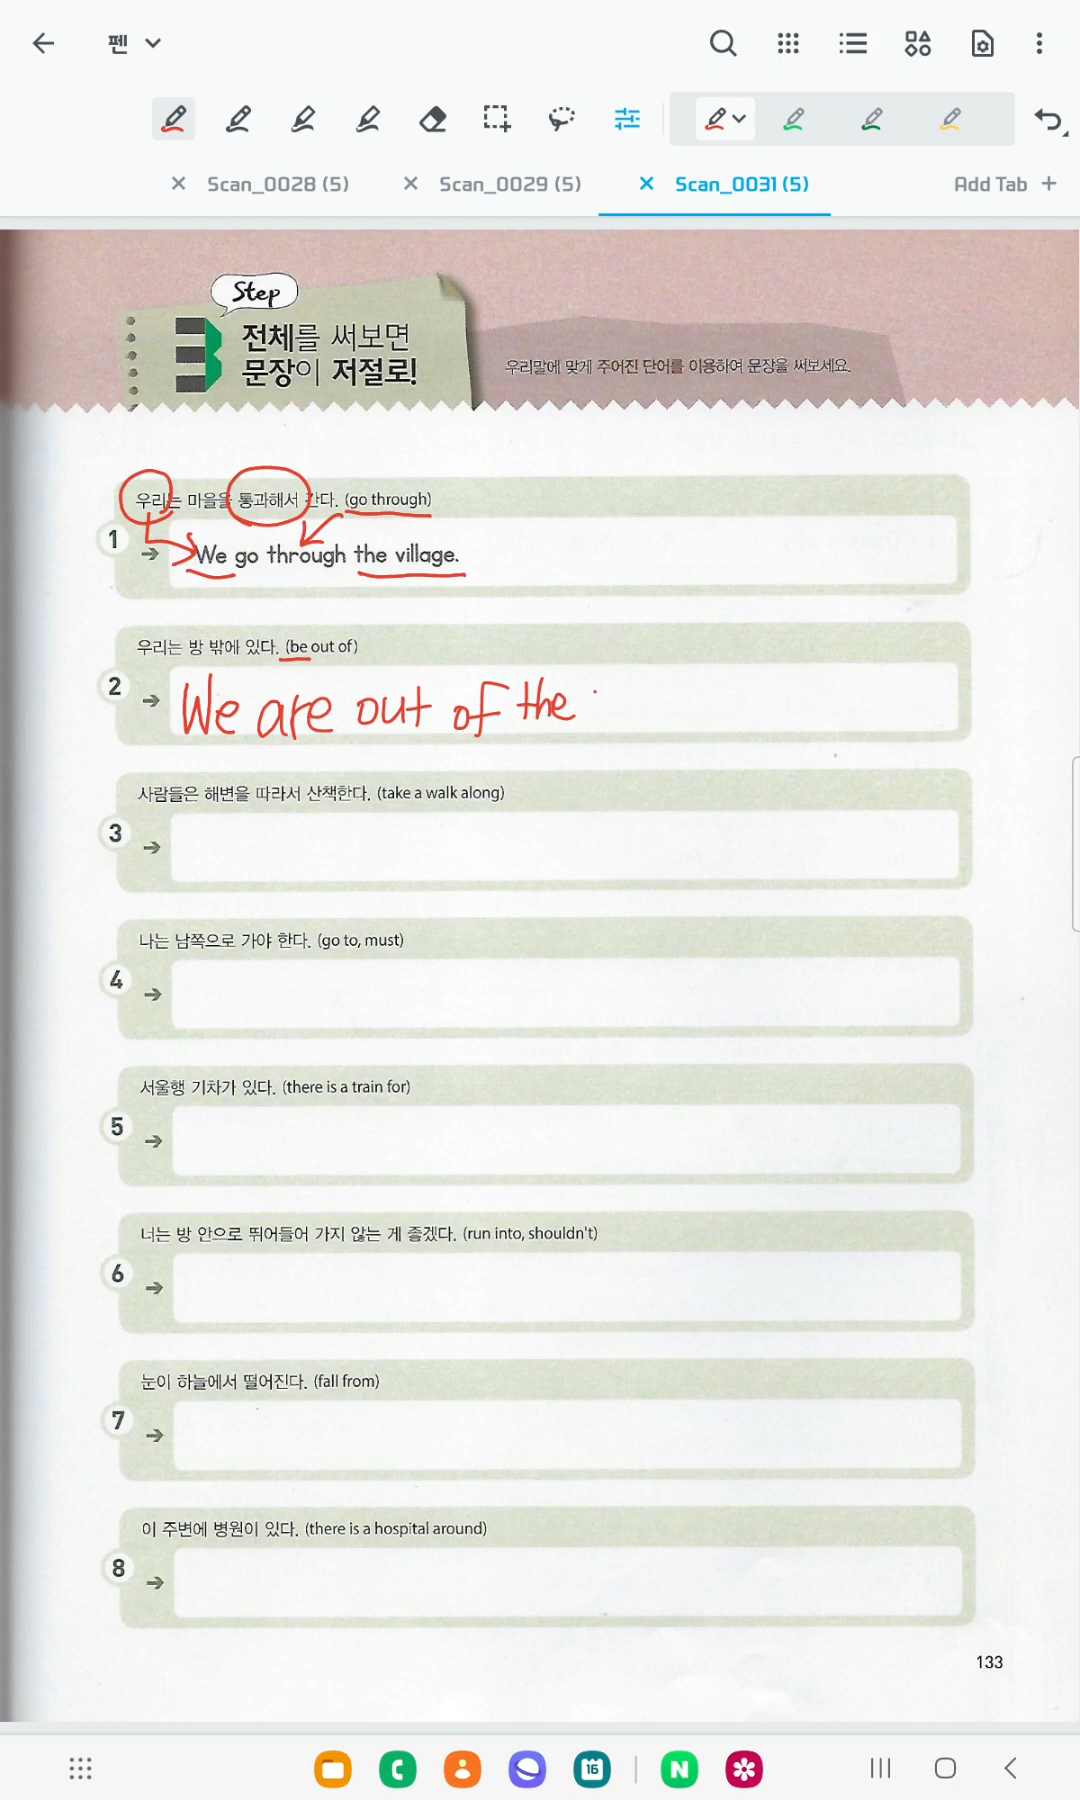 펜
Scan_0028 (5)
Scan_0029 (5)
Scan_0031 (5)
Add Tab +
Step
3
전체를 써보면
문장이 저절로!
우리말에 맞게 주어진 단어를 이용하여 문장을 써보세요.
우리는 마을을 통과해서 간다. (go through)
1
→ We go through the village.
우리는 방 밖에 있다. (be out of)
2
→ We are out of the
사람들은 해변을 따라서 산책한다. (take a walk along)
3
→
나는 남쪽으로 가야 한다. (go to, must)
4
→
서울행 기차가 있다. (there is a train for)
5
→
너는 방 안으로 뛰어들어 가지 않는 게 좋겠다. (run into, shouldn't)
6
→
눈이 하늘에서 떨어진다. (fall from)
7
→
이 주변에 병원이 있다. (there is a hospital around)
8
→
133
16
N